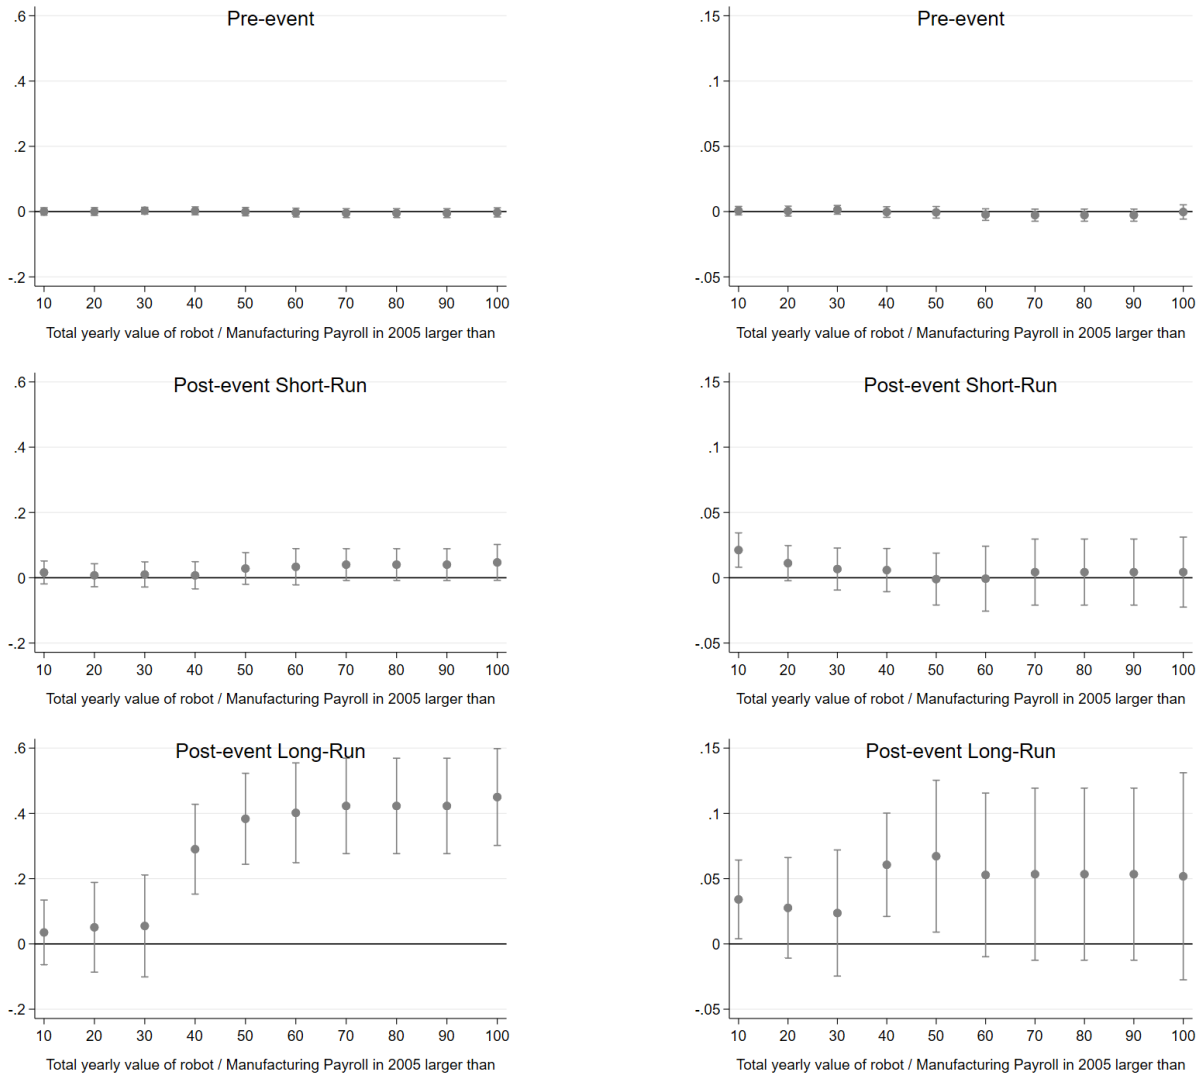 Pre-event
.6
.4
.2
0
-.2
10 20 30 40 50 60 70 80 90 100
Total yearly value of robot / Manufacturing Payroll in 2005 larger than
Pre-event
.15
.1
.05
0
-.05
10 20 30 40 50 60 70 80 90 100
Total yearly value of robot / Manufacturing Payroll in 2005 larger than
Post-event Short-Run
.6
.4
.2
0
-.2
10 20 30 40 50 60 70 80 90 100
Total yearly value of robot / Manufacturing Payroll in 2005 larger than
Post-event Short-Run
.15
.1
.05
0
-.05
10 20 30 40 50 60 70 80 90 100
Total yearly value of robot / Manufacturing Payroll in 2005 larger than
Post-event Long-Run
.6
.4
.2
0
-.2
10 20 30 40 50 60 70 80 90 100
Total yearly value of robot / Manufacturing Payroll in 2005 larger than
Post-event Long-Run
.15
.1
.05
0
-.05
10 20 30 40 50 60 70 80 90 100
Total yearly value of robot / Manufacturing Payroll in 2005 larger than